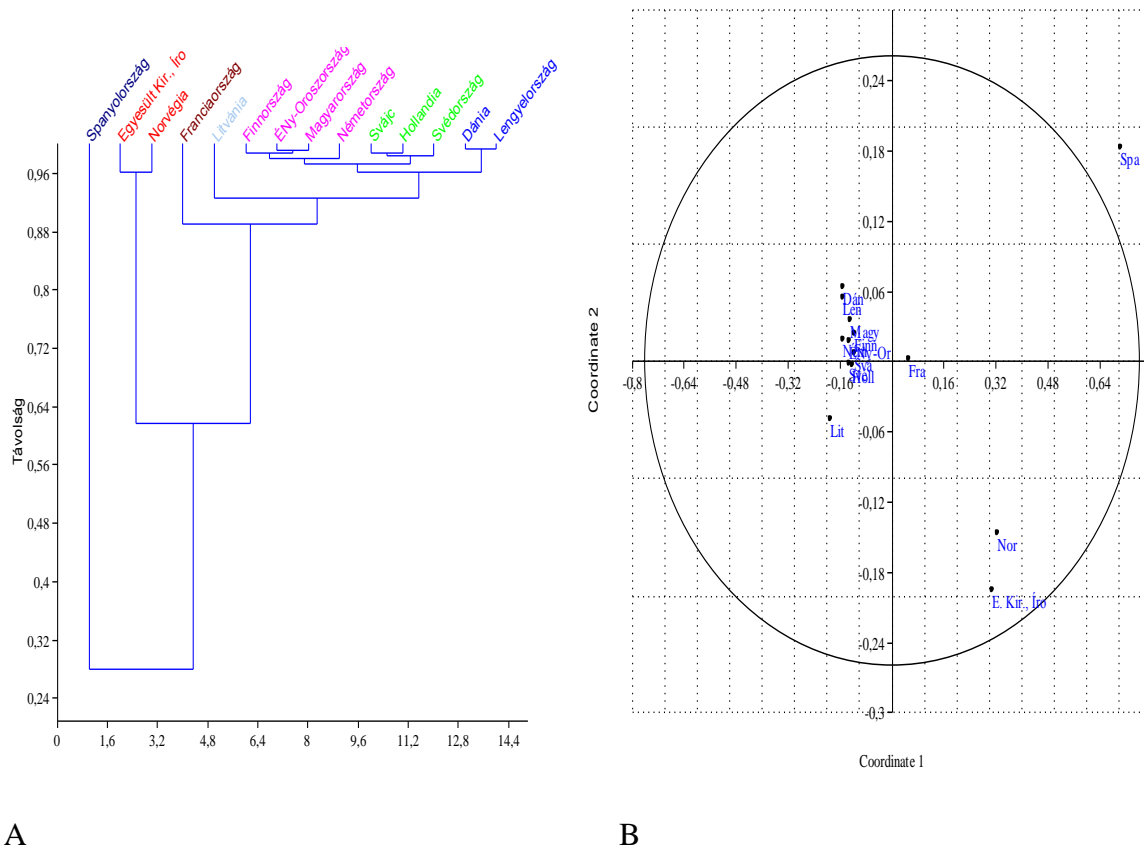 Spanyolország
Egyesült Kir., Íro
Norvégia
Franciaország
Litvánia
Finnország
ÉNy-Oroszország
Magyarország
Németország
Svájc
Hollandia
Svédország
Dánia
Lengyelország
0,96
0,88
0,8
0,72
0,64
0,56
0,48
0,4
0,32
0,24
Távolság
0 1,6 3,2 4,8 6,4 8 9,6 11,2 12,8 14,4
A
0,24
0,18
0,12
0,06
-0,06
-0,12
-0,18
-0,24
-0,3
Coordinate 2
-0,8 -0,64 -0,48 -0,32 -0,16 0,16 0,32 0,48 0,64
Spa
Dán
Len
Magy
Finn
Svá
Fra
Lit
Nor
E. Kir., Íro
Coordinate 1
B